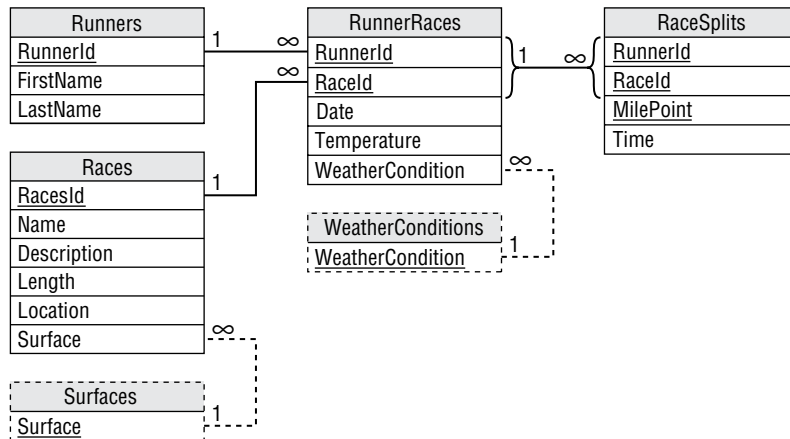 Runners
RunnerId
FirstName
LastName
1
∞
RunnerRaces
RunnerId
RaceId
Date
Temperature
WeatherCondition
∞
1
∞
RaceSplits
RunnerId
RaceId
MilePoint
Time
Races
RacesId
Name
Description
Length
Location
Surface
1
∞
WeatherConditions
WeatherCondition
1
∞
Surfaces
Surface
1